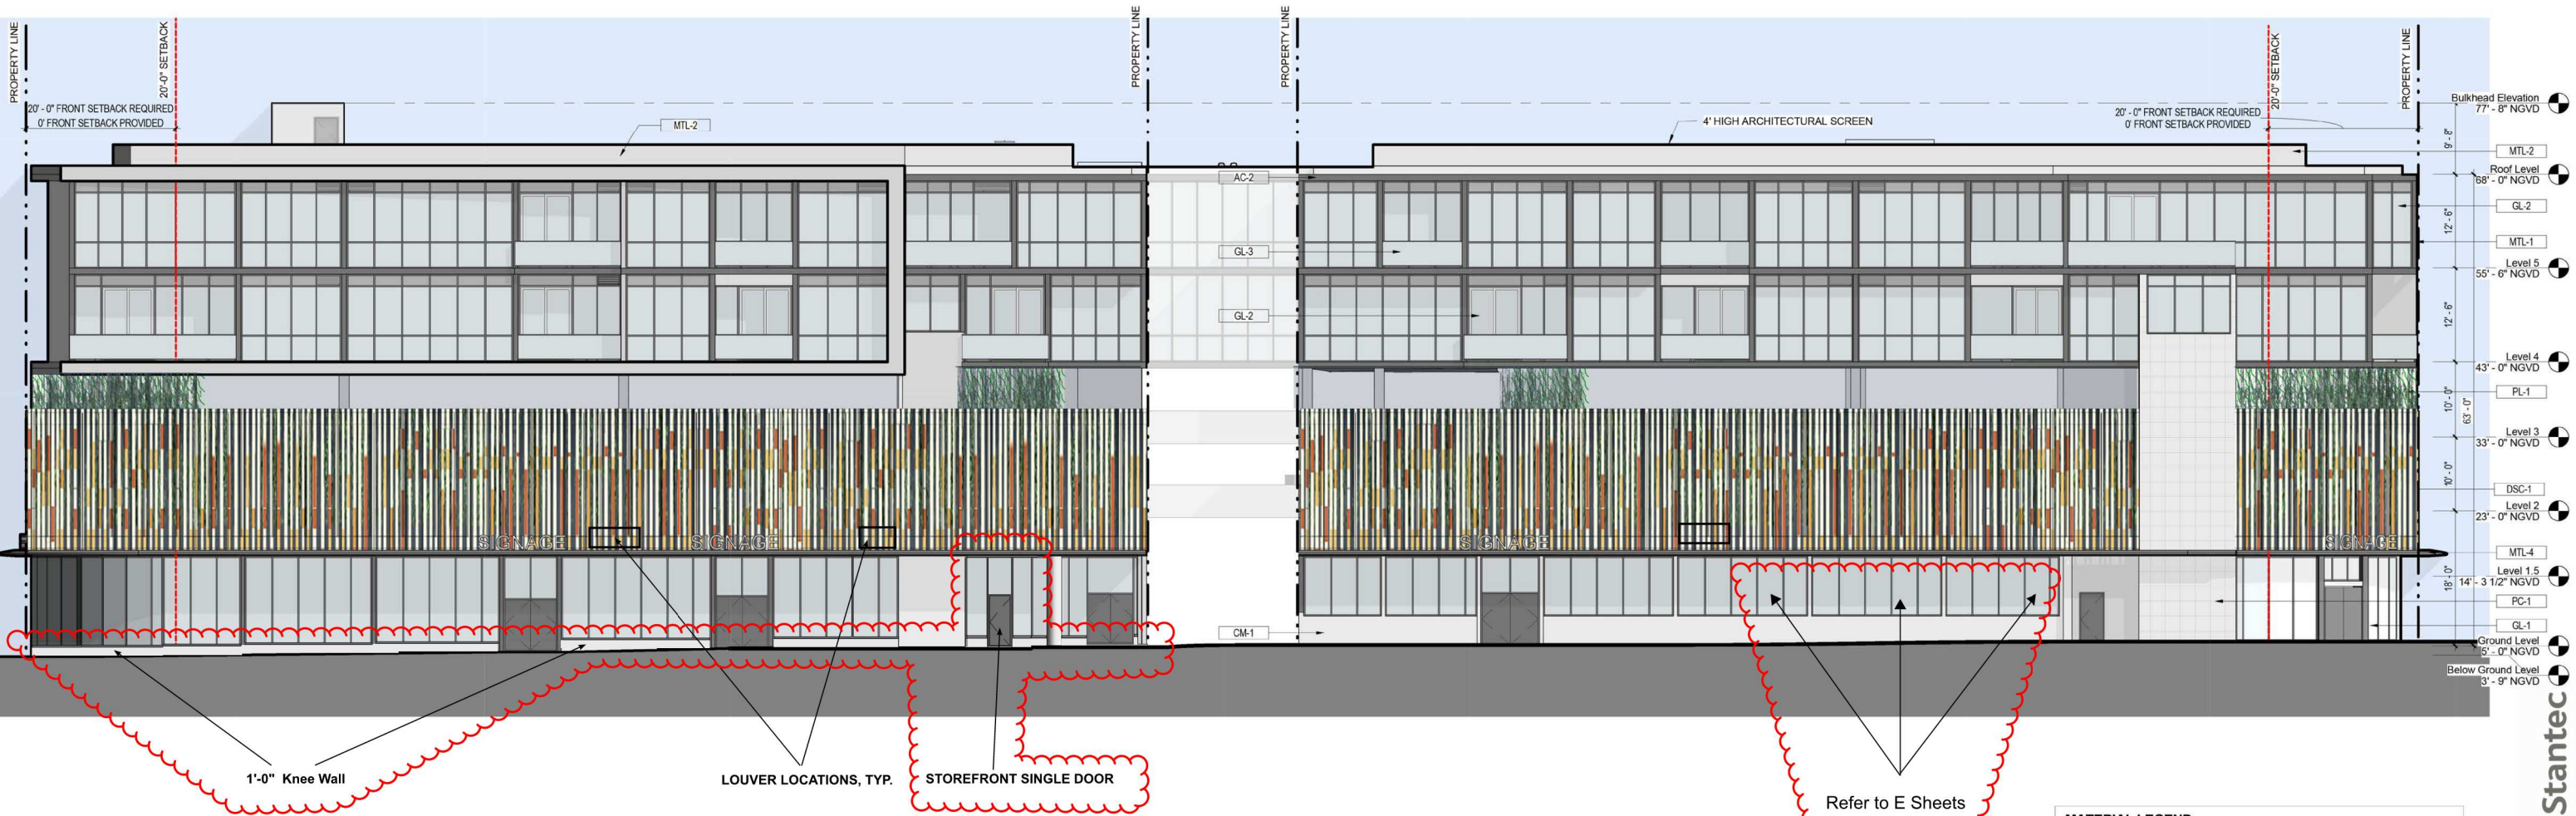 PROPERTY LINE
20'-0" SETBACK
PROPERTY LINE
PROPERTY LINE
20'-0" SETBACK
PROPERTY LINE
20' - 0" FRONT SETBACK REQUIRED
0' FRONT SETBACK PROVIDED
MTL-2
4' HIGH ARCHITECTURAL SCREEN
20' - 0" FRONT SETBACK REQUIRED
0' FRONT SETBACK PROVIDED
Bulkhead Elevation
77' - 8" NGVD
9' - 8"
MTL-2
AC-2
Roof Level
68' - 0" NGVD
GL-2
12' - 6"
MTL-1
GL-3
Level 5
55' - 6" NGVD
GL-2
12' - 6"
Level 4
43' - 0" NGVD
PL-1
10' - 0"
63' - 0"
Level 3
33' - 0" NGVD
10' - 0"
DSC-1
Level 2
23' - 0" NGVD
SIGNAGE
SIGNAGE
SIGNAGE
SIGNAGE
MTL-4
Level 1.5
14' - 3 1/2" NGVD
18' - 0"
PC-1
GL-1
CM-1
Ground Level
5' - 0" NGVD
Below Ground Level
3' - 9" NGVD
1'-0" Knee Wall
LOUVER LOCATIONS, TYP.
STOREFRONT SINGLE DOOR
Refer to E Sheets
Stantec
MATERIAL LEGEND